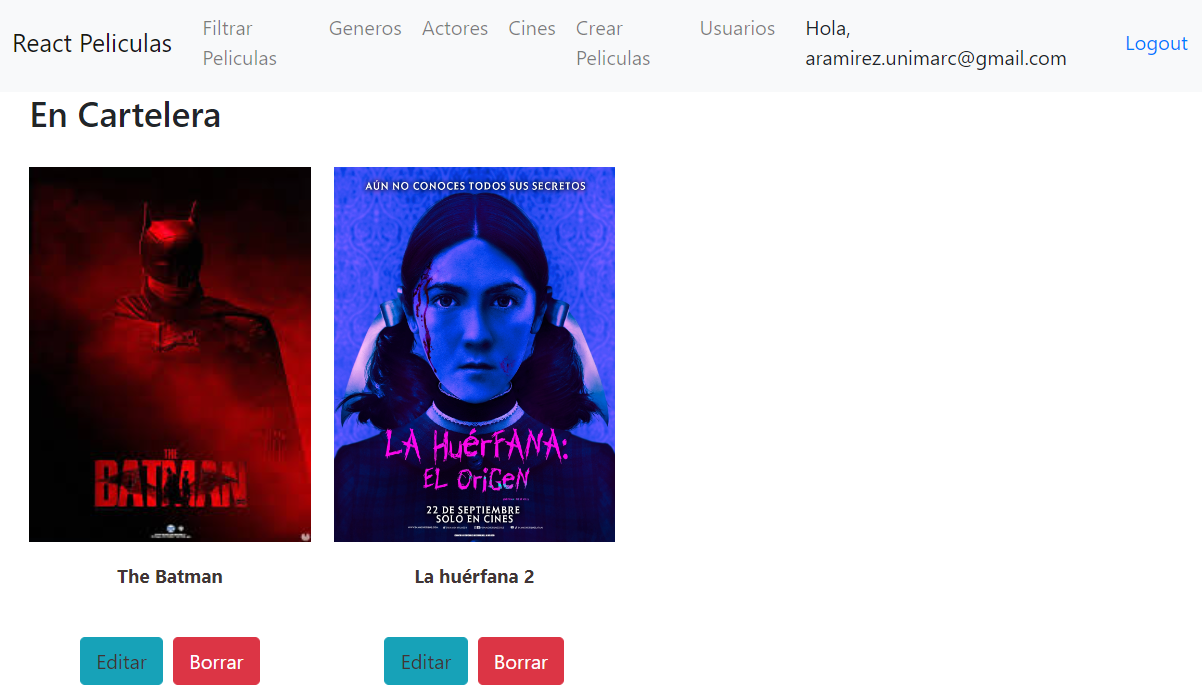 React Peliculas
Filtrar
Peliculas
Generos
Actores
Cines
Crear
Peliculas
Usuarios
Hola,
aramirez.unimarc@gmail.com
Logout
En Cartelera
THE
BATMAN
The Batman
Editar Borrar
AÚN NO CONOCES TODOS SUS SECRETOS
LA HuérFANA:
EL OriGeN
22 DE SEPTIEMBRE
SOLO EN CINES
La huérfana 2
Editar Borrar